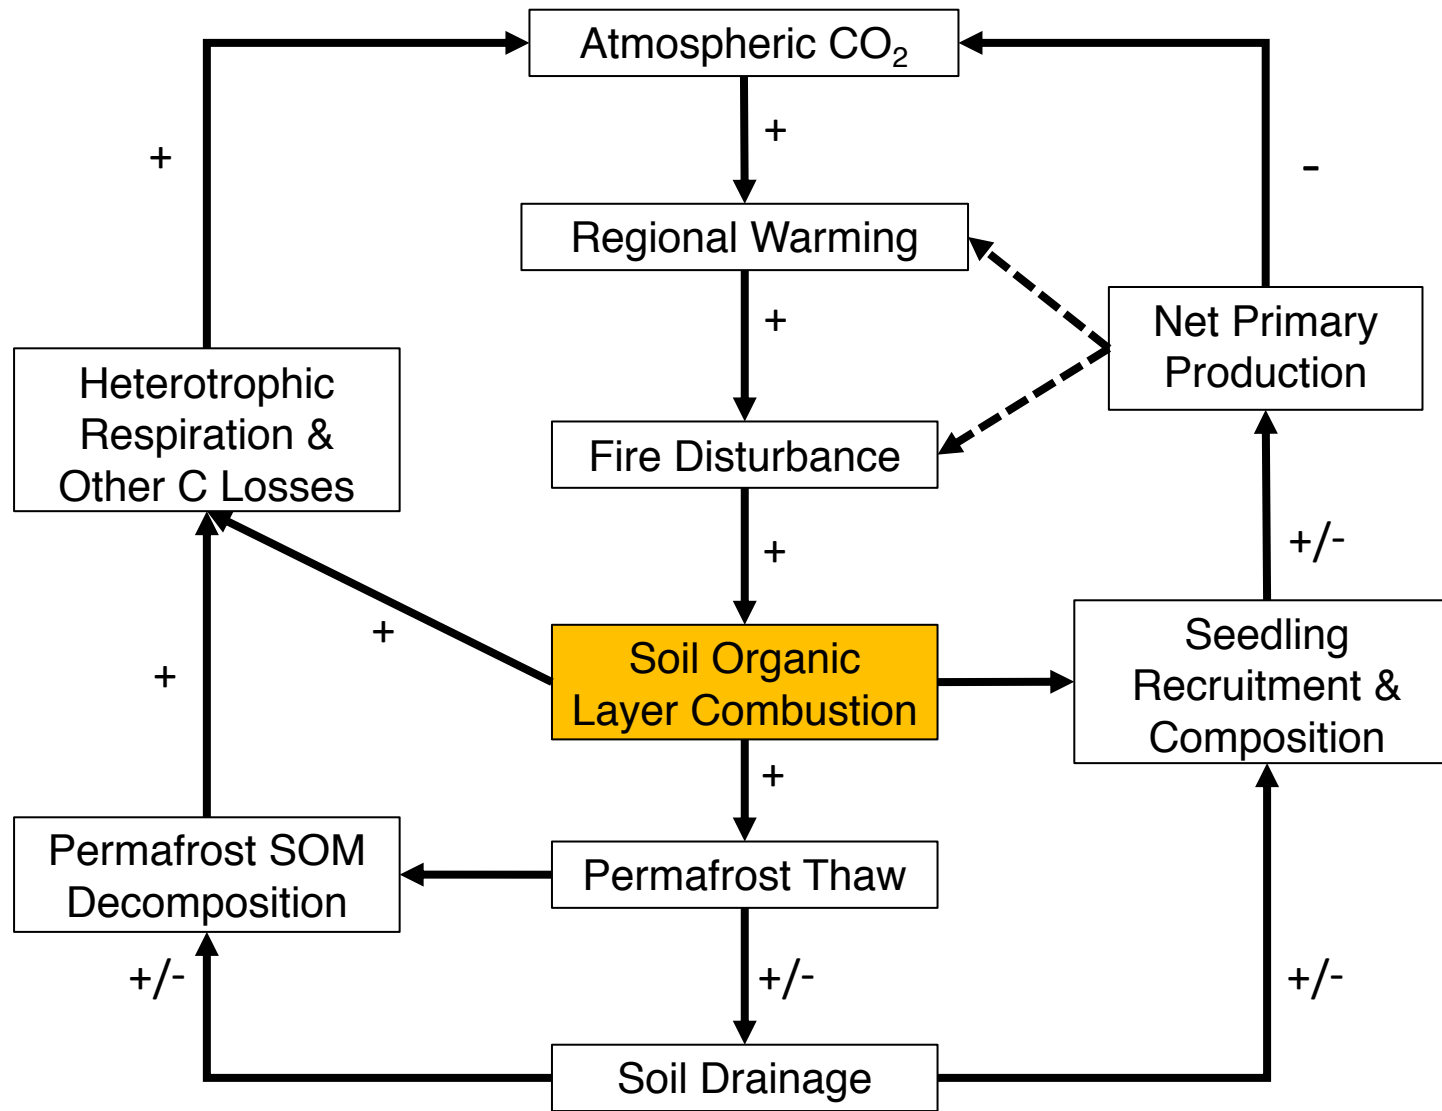 Atmospheric CO₂
+
+
-
Regional Warming
+
Net Primary
Production
Heterotrophic
Respiration &
Other C Losses
Fire Disturbance
+
+/-
+
+
Soil Organic
Layer Combustion
Seedling
Recruitment &
Composition
+
Permafrost SOM
Decomposition
Permafrost Thaw
+/-
+/-
+/-
Soil Drainage